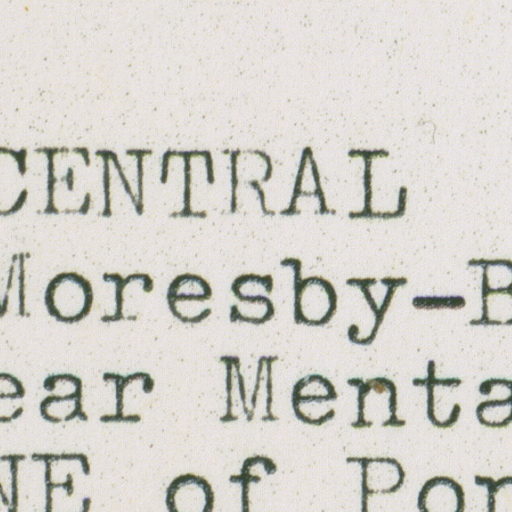 CENTRAL
Moresby-B
ear Menta
NE of Por